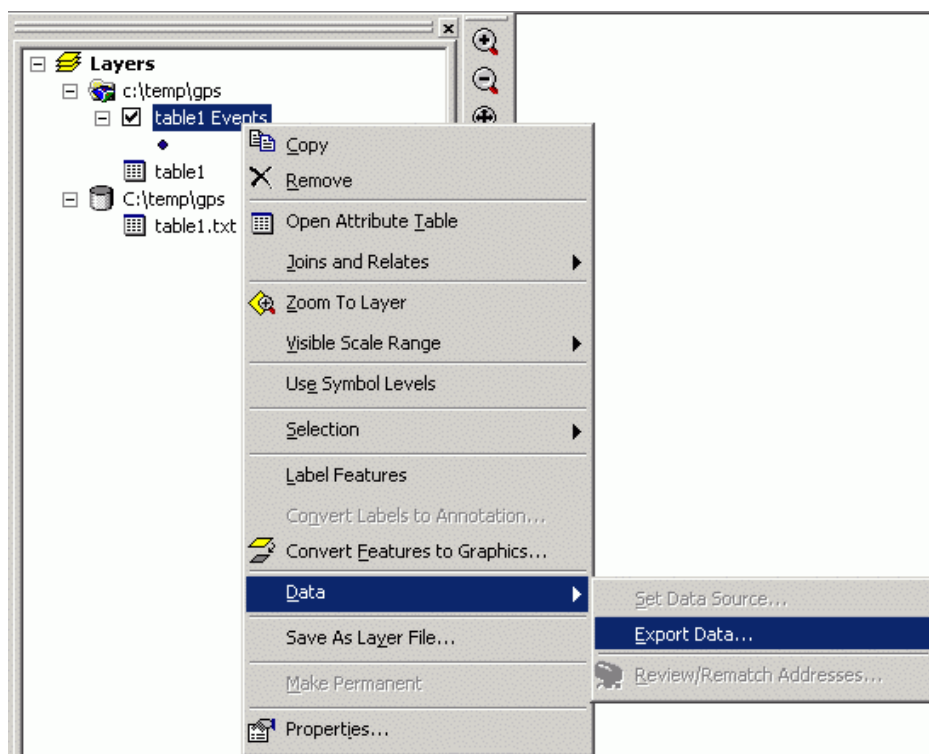 Layers
c:\temp\gps
table1 Events
table1
C:\temp\gps
table1.txt
Copy
Remove
Open Attribute Table
Joins and Relates
Zoom To Layer
Visible Scale Range
Use Symbol Levels
Selection
Label Features
Convert Labels to Annotation...
Convert Features to Graphics...
Data
Save As Layer File...
Make Permanent
Properties...
Set Data Source...
Export Data...
Review/Rematch Addresses...